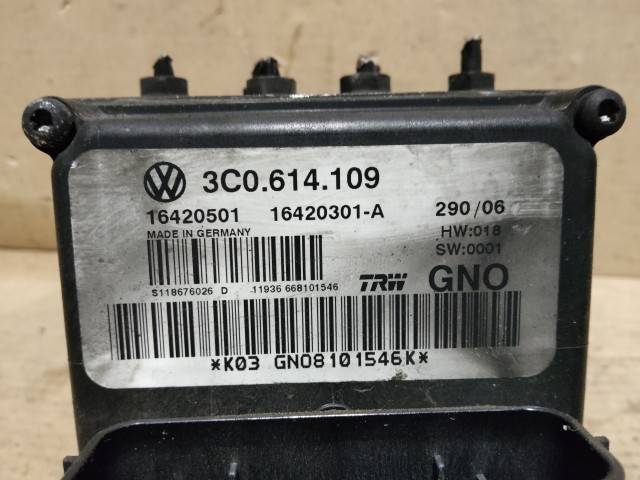 3C0.614.109
16420501 16420301-A 290/06
MADE IN GERMANY HW:018
SW:0001
S118676026 D 11936 668101546 TRW GNO
*K03 GNO8101546K*